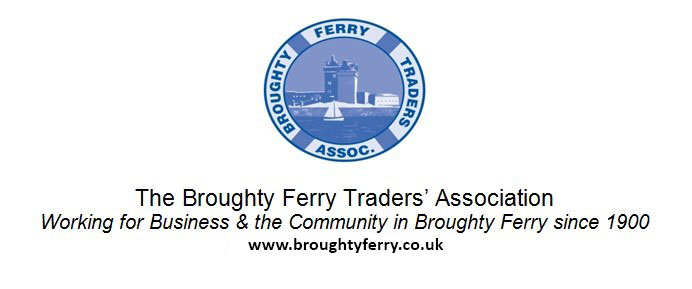 BROUGHTY FERRY TRADERS
ASSOC.
The Broughty Ferry Traders’ Association
Working for Business & the Community in Broughty Ferry since 1900
www.broughtyferry.co.uk